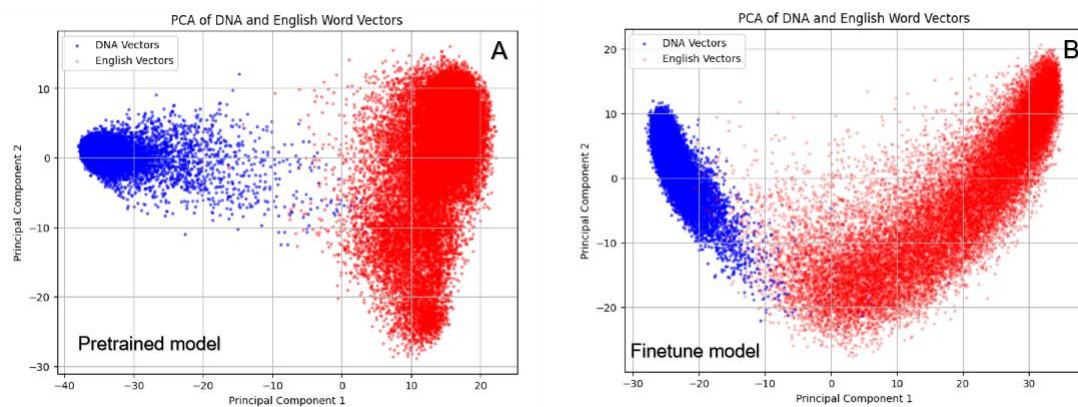 PCA of DNA and English Word Vectors
A
DNA Vectors
English Vectors
10
0
−10
−20
−30
Principal Component 2
Pretrained model
−40
−30
−20
−10
0
10
20
Principal Component 1
PCA of DNA and English Word Vectors
B
DNA Vectors
English Vectors
20
15
10
5
0
−10
−20
Principal Component 2
Finetune model
−30
−20
−10
0
10
20
30
Principal Component 1